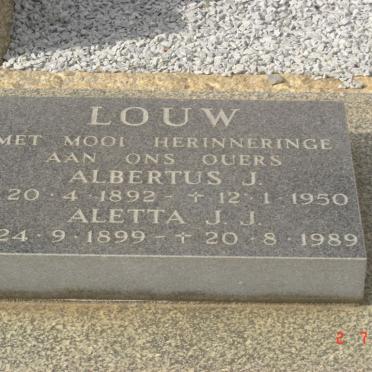 LOUW
MET MOOI HERINNERINGE
AAN ONS OUERS
ALBERTUS J.
20·4·1892 - † 12·1·1950
ALETTA J.J.
24·9·1899 - † 20·8·1989
2 7